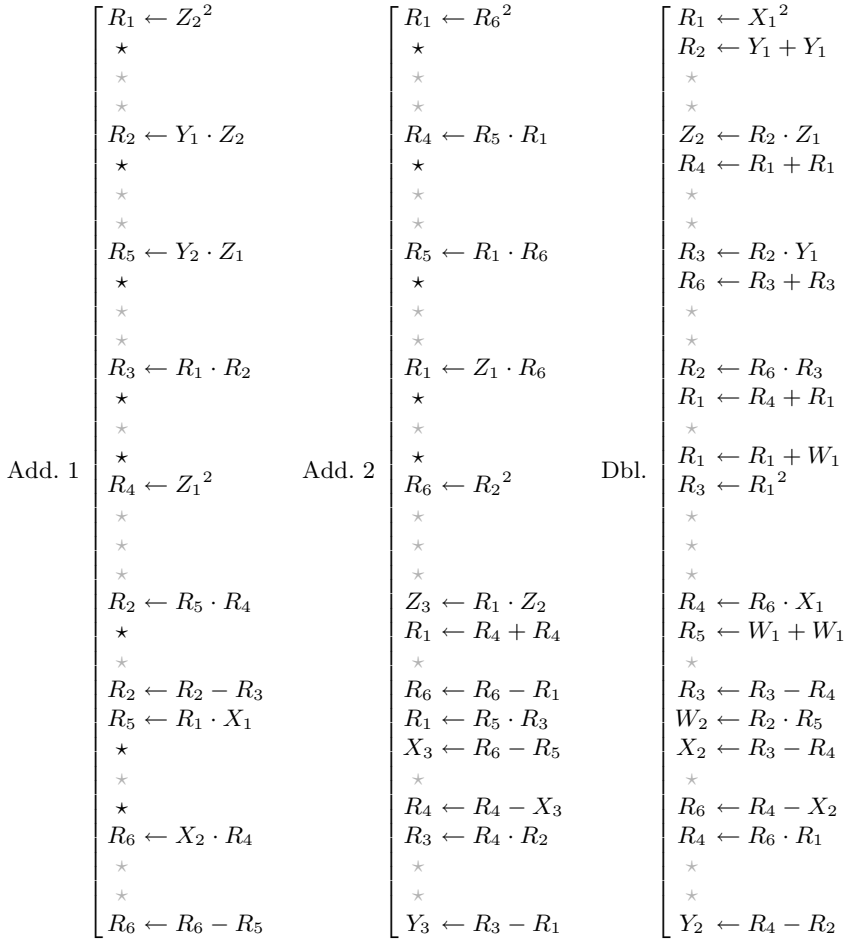 R₁ ← Z₂² R₁ ← R₆² R₁ ← X₁²
⋆ ⋆ R₂ ← Y₁ + Y₁
⋆ ⋆ ⋆
⋆ ⋆ ⋆
R₂ ← Y₁ · Z₂ R₄ ← R₅ · R₁ Z₂ ← R₂ · Z₁
⋆ ⋆ R₄ ← R₁ + R₁
⋆ ⋆ ⋆
⋆ ⋆ ⋆
R₅ ← Y₂ · Z₁ R₅ ← R₁ · R₆ R₃ ← R₂ · Y₁
⋆ ⋆ R₆ ← R₃ + R₃
⋆ ⋆ ⋆
⋆ ⋆ ⋆
R₃ ← R₁ · R₂ R₁ ← Z₁ · R₆ R₂ ← R₆ · R₃
⋆ ⋆ R₁ ← R₄ + R₁
⋆ ⋆ ⋆
⋆ ⋆ R₁ ← R₁ + W₁
Add. 1 Add. 2 Dbl.
R₄ ← Z₁² R₆ ← R₂² R₃ ← R₁²
⋆ ⋆ ⋆
⋆ ⋆ ⋆
⋆ ⋆ ⋆
R₂ ← R₅ · R₄ Z₃ ← R₁ · Z₂ R₄ ← R₆ · X₁
⋆ R₁ ← R₄ + R₄ R₅ ← W₁ + W₁
⋆ ⋆ ⋆
R₂ ← R₂ − R₃ R₆ ← R₆ − R₁ R₃ ← R₃ − R₄
R₅ ← R₁ · X₁ R₁ ← R₅ · R₃ W₂ ← R₂ · R₅
⋆ X₃ ← R₆ − R₅ X₂ ← R₃ − R₄
⋆ ⋆ ⋆
⋆ R₄ ← R₄ − X₃ R₆ ← R₄ − X₂
R₆ ← X₂ · R₄ R₃ ← R₄ · R₂ R₄ ← R₆ · R₁
⋆ ⋆ ⋆
⋆ ⋆ ⋆
R₆ ← R₆ − R₅ Y₃ ← R₃ − R₁ Y₂ ← R₄ − R₂